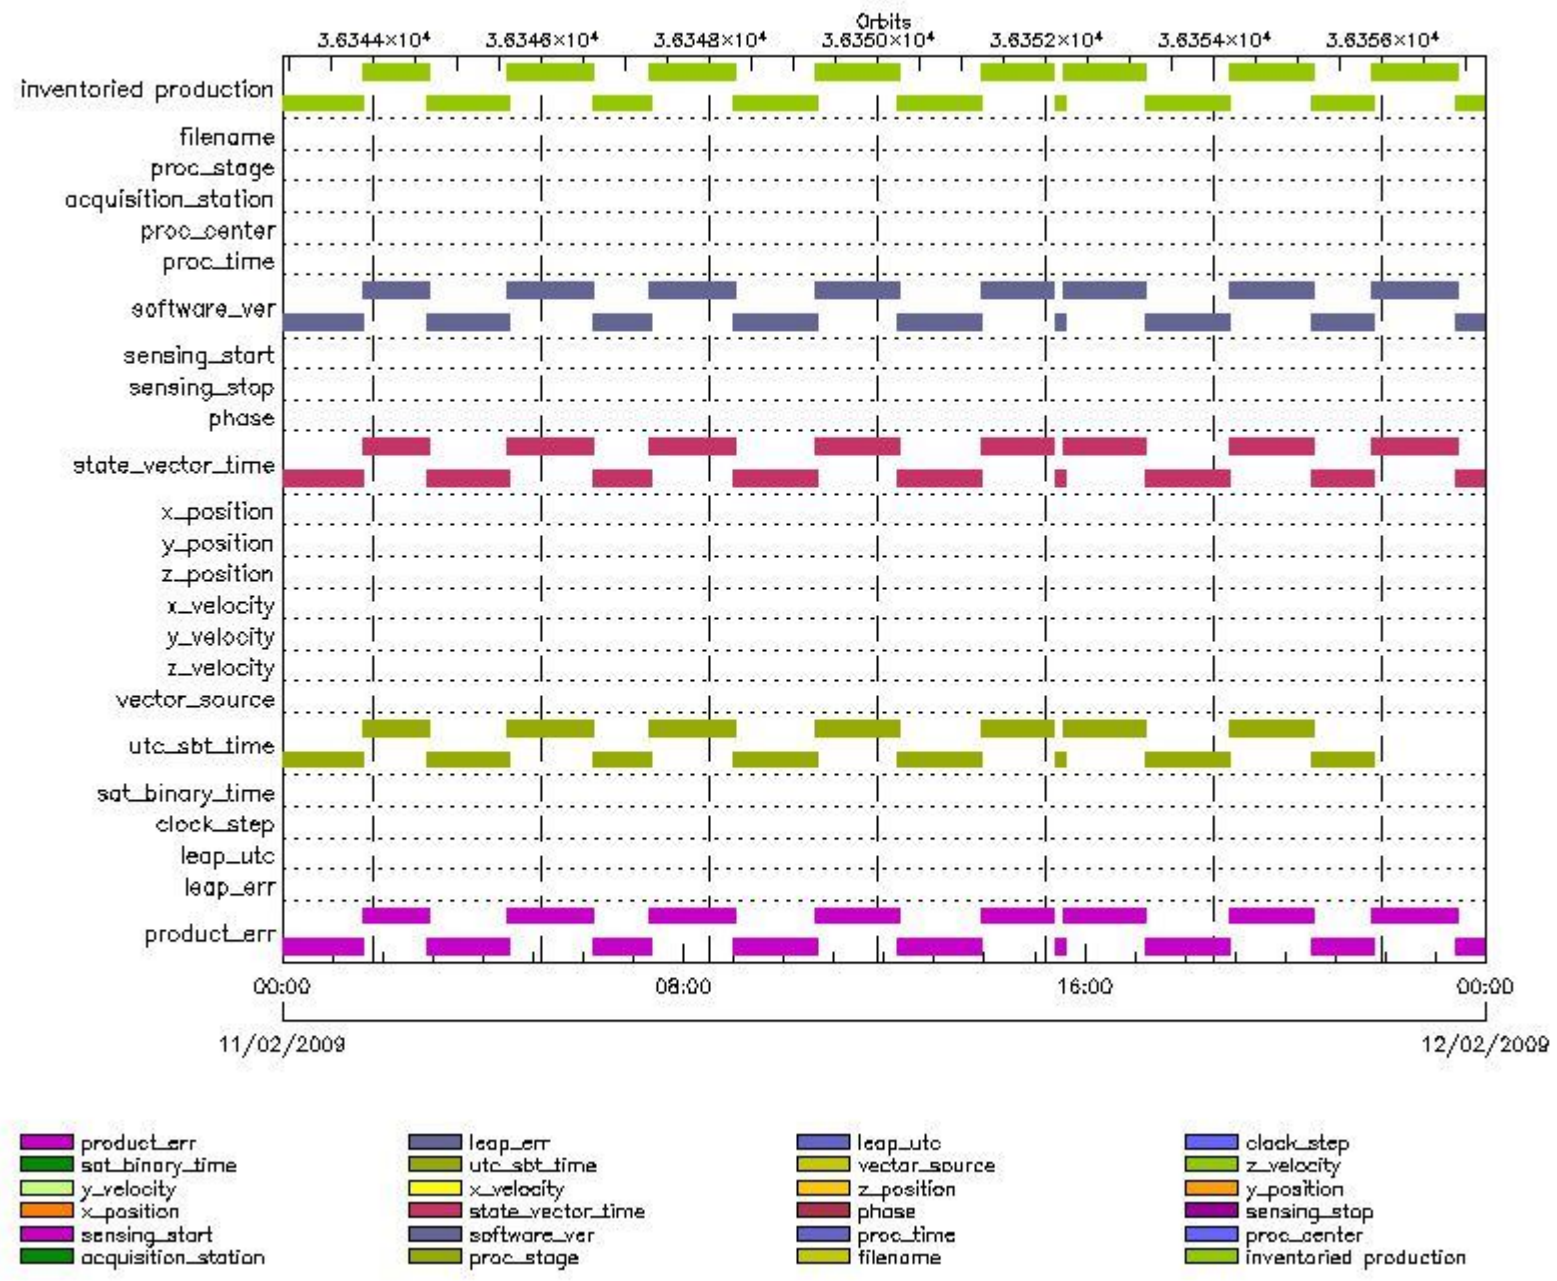 Orbits
3.6344×10⁴ 3.6346×10⁴ 3.6348×10⁴ 3.6350×10⁴ 3.6352×10⁴ 3.6354×10⁴ 3.6356×10⁴
inventoried production
filename
proc_stage
acquisition_station
proc_center
proc_time
software_ver
sensing_start
sensing_stop
phase
state_vector_time
x_position
y_position
z_position
x_velocity
y_velocity
z_velocity
vector_source
utc_sbt_time
sat_binary_time
clock_step
leap_utc
leap_err
product_err
00:00 08:00 16:00 00:00
11/02/2009 12/02/2009
product_err leap_err leap_utc clock_step
sat_binary_time utc_sbt_time vector_source z_velocity
y_velocity x_velocity z_position y_position
x_position state_vector_time phase sensing_stop
sensing_start software_ver proc_time proc_center
acquisition_station proc_stage filename inventoried production